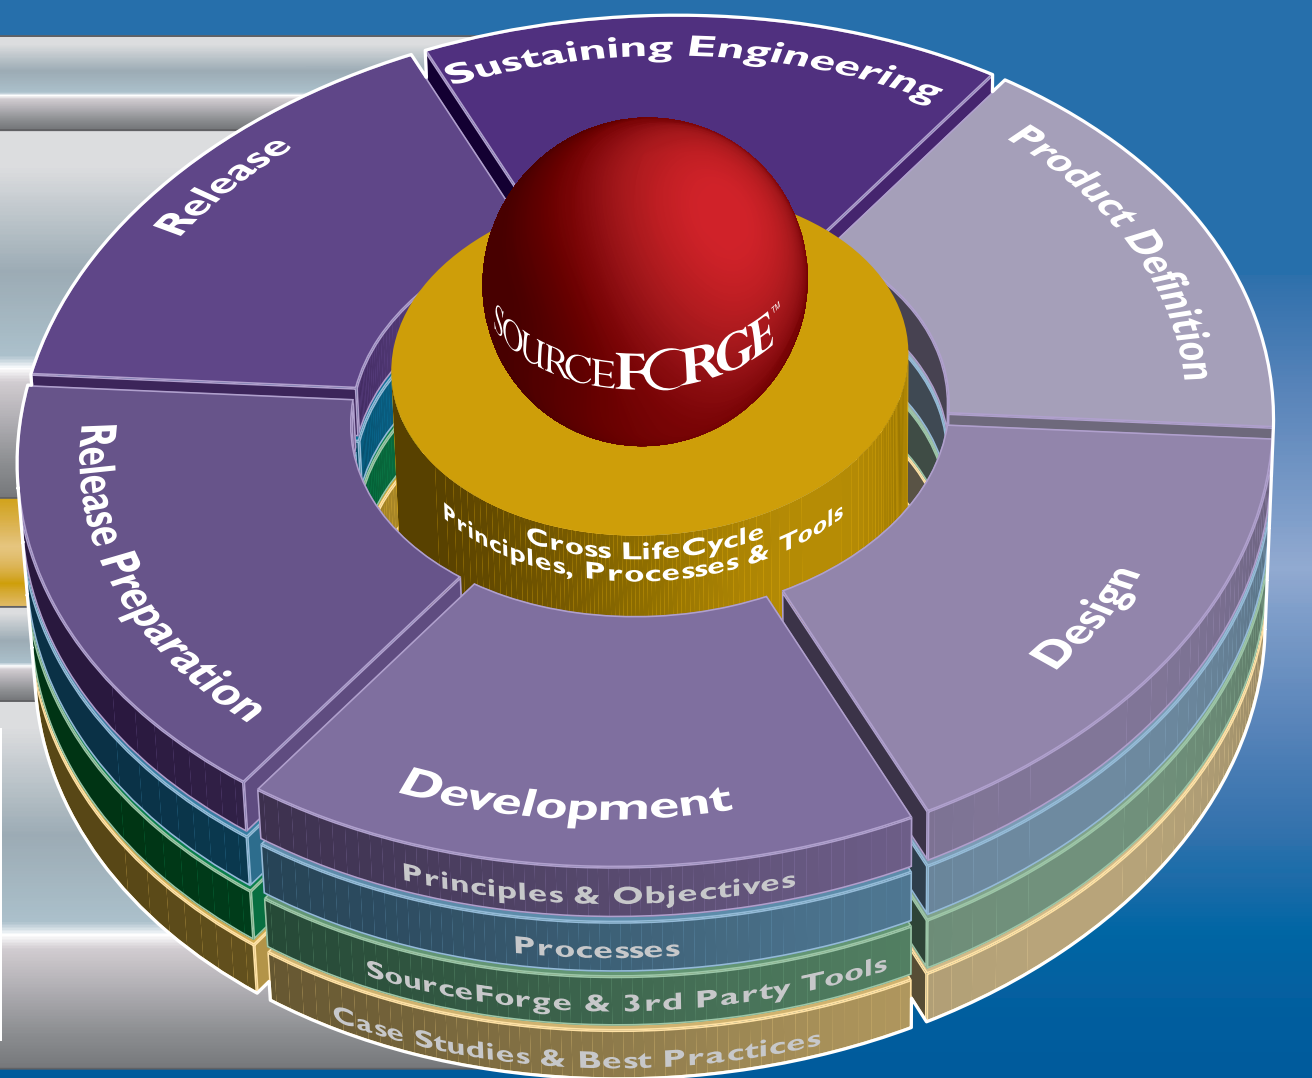 Sustaining Engineering
Product Definition
Release
SOURCEFORGE™
Release Preparation
Cross LifeCycle
Principles, Processes & Tools
Design
Development
Principles & Objectives
Processes
SourceForge & 3rd Party Tools
Case Studies & Best Practices